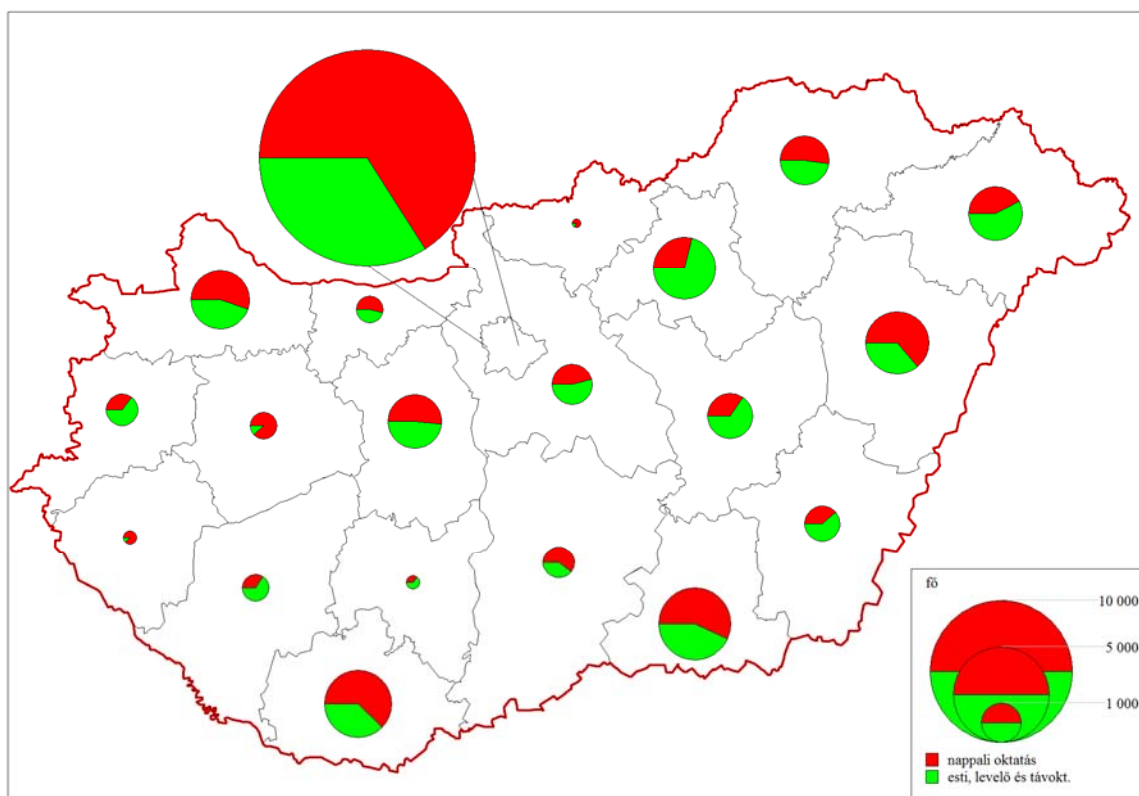 fő
10 000
5 000
1 000
nappali oktatás
esti, levelő és távokt.